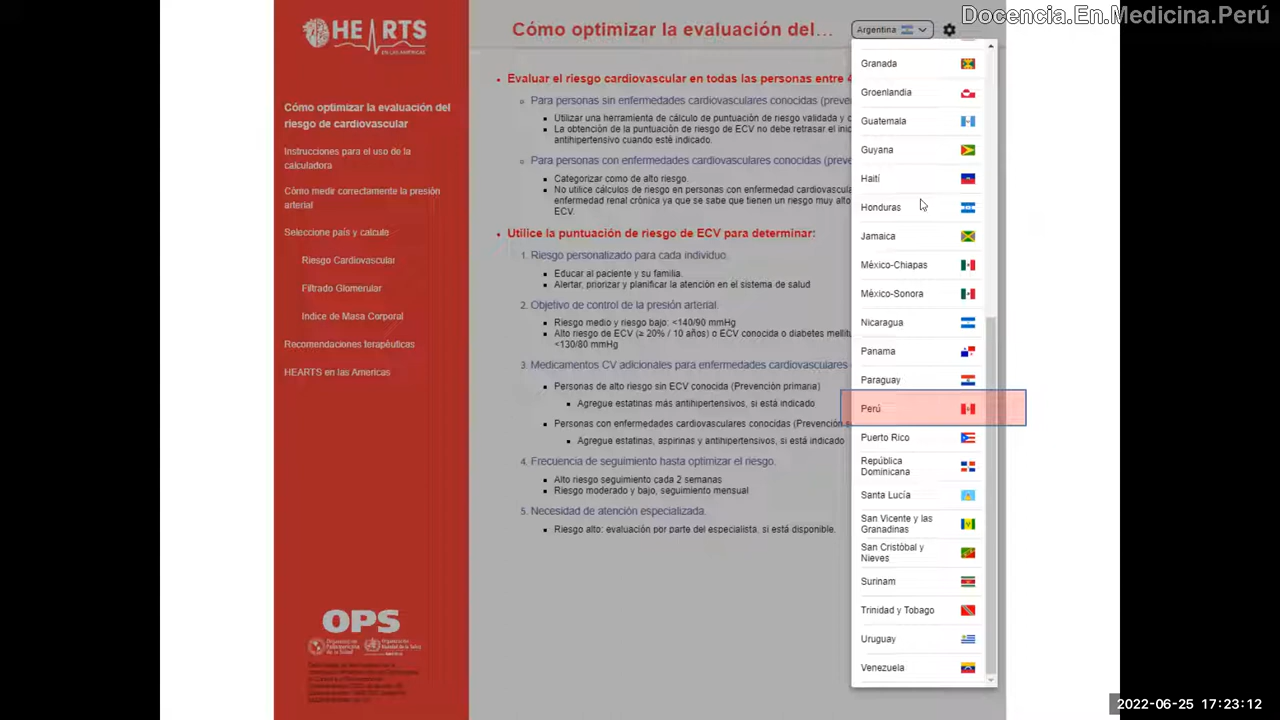 Docencia.En.Medicina.Perú
HEARTS
EN LAS AMÉRICAS
Cómo optimizar la evaluación del
riesgo de cardiovascular
Instrucciones para el uso de la
calculadora
Cómo medir correctamente la presión
arterial
Seleccione país y calcule
Riesgo Cardiovascular
Filtrado Glomerular
Indice de Masa Corporal
Recomendaciones terapéuticas
HEARTS en las Americas
OPS
Cómo optimizar la evaluación del...
Argentina
• Evaluar el riesgo cardiovascular en todas las personas entre 4
Para personas sin enfermedades cardiovasculares conocidas (preve
Utilizar una herramienta de cálculo de puntuación de riesgo validada y c
La obtención de la puntuación de riesgo de ECV no debe retrasar el inic
antihipertensivo cuando esté indicado.
Para personas con enfermedades cardiovasculares conocidas (preve
Categorizar como de alto riesgo.
No utilice cálculos de riesgo en personas con enfermedad cardiovascula
enfermedad renal crónica ya que se sabe que tienen un riesgo muy alto
ECV.
• Utilice la puntuación de riesgo de ECV para determinar:
1. Riesgo personalizado para cada individuo.
Educar al paciente y su familia.
Alertar, priorizar y planificar la atención en el sistema de salud
2. Objetivo de control de la presión arterial.
Riesgo medio y riesgo bajo: <140/90 mmHg
Alto riesgo de ECV (≥ 20% / 10 años) o ECV conocida o diabetes mellitu
<130/80 mmHg
3. Medicamentos CV adicionales para enfermedades cardiovasculares
Personas de alto riesgo sin ECV conocida (Prevención primaria)
Agregue estatinas más antihipertensivos, si está indicado
Personas con enfermedades cardiovasculares conocidas (Prevención s
Agregue estatinas, aspirinas y antihipertensivos, si está indicado
4. Frecuencia de seguimiento hasta optimizar el riesgo.
Alto riesgo seguimiento cada 2 semanas
Riesgo moderado y bajo, seguimiento mensual
5. Necesidad de atención especializada.
Riesgo alto: evaluación por parte del especialista, si está disponible.
Granada
Groenlandia
Guatemala
Guyana
Haití
Honduras
Jamaica
México-Chiapas
México-Sonora
Nicaragua
Panama
Paraguay
Perú
Puerto Rico
República
Dominicana
Santa Lucía
San Vicente y las
Granadinas
San Cristóbal y
Nieves
Surinam
Trinidad y Tobago
Uruguay
Venezuela
2022-06-25 17:23:12